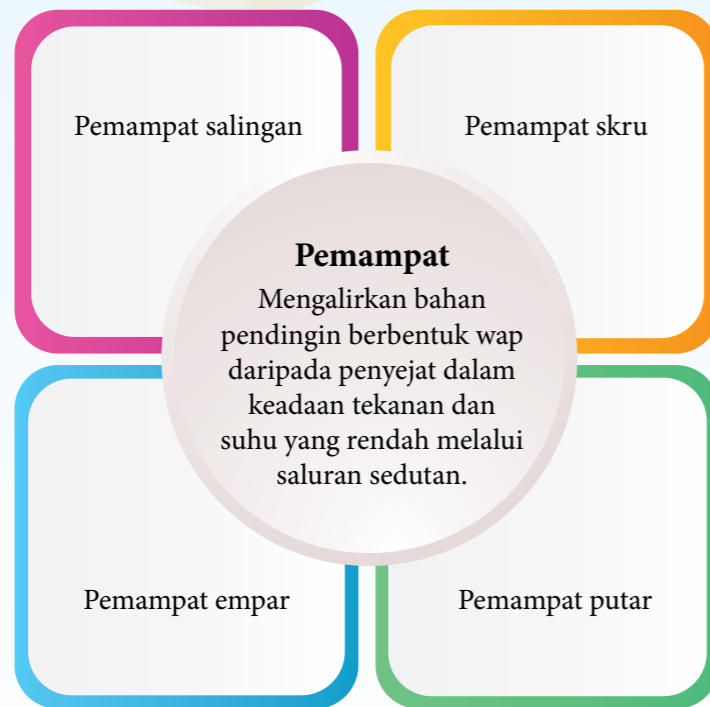 Pemampat salingan
Pemampat skru
Pemampat
Mengalirkan bahan
pendingin berbentuk wap
daripada penyejat dalam
keadaan tekanan dan
suhu yang rendah melalui
saluran sedutan.
Pemampat empar
Pemampat putar